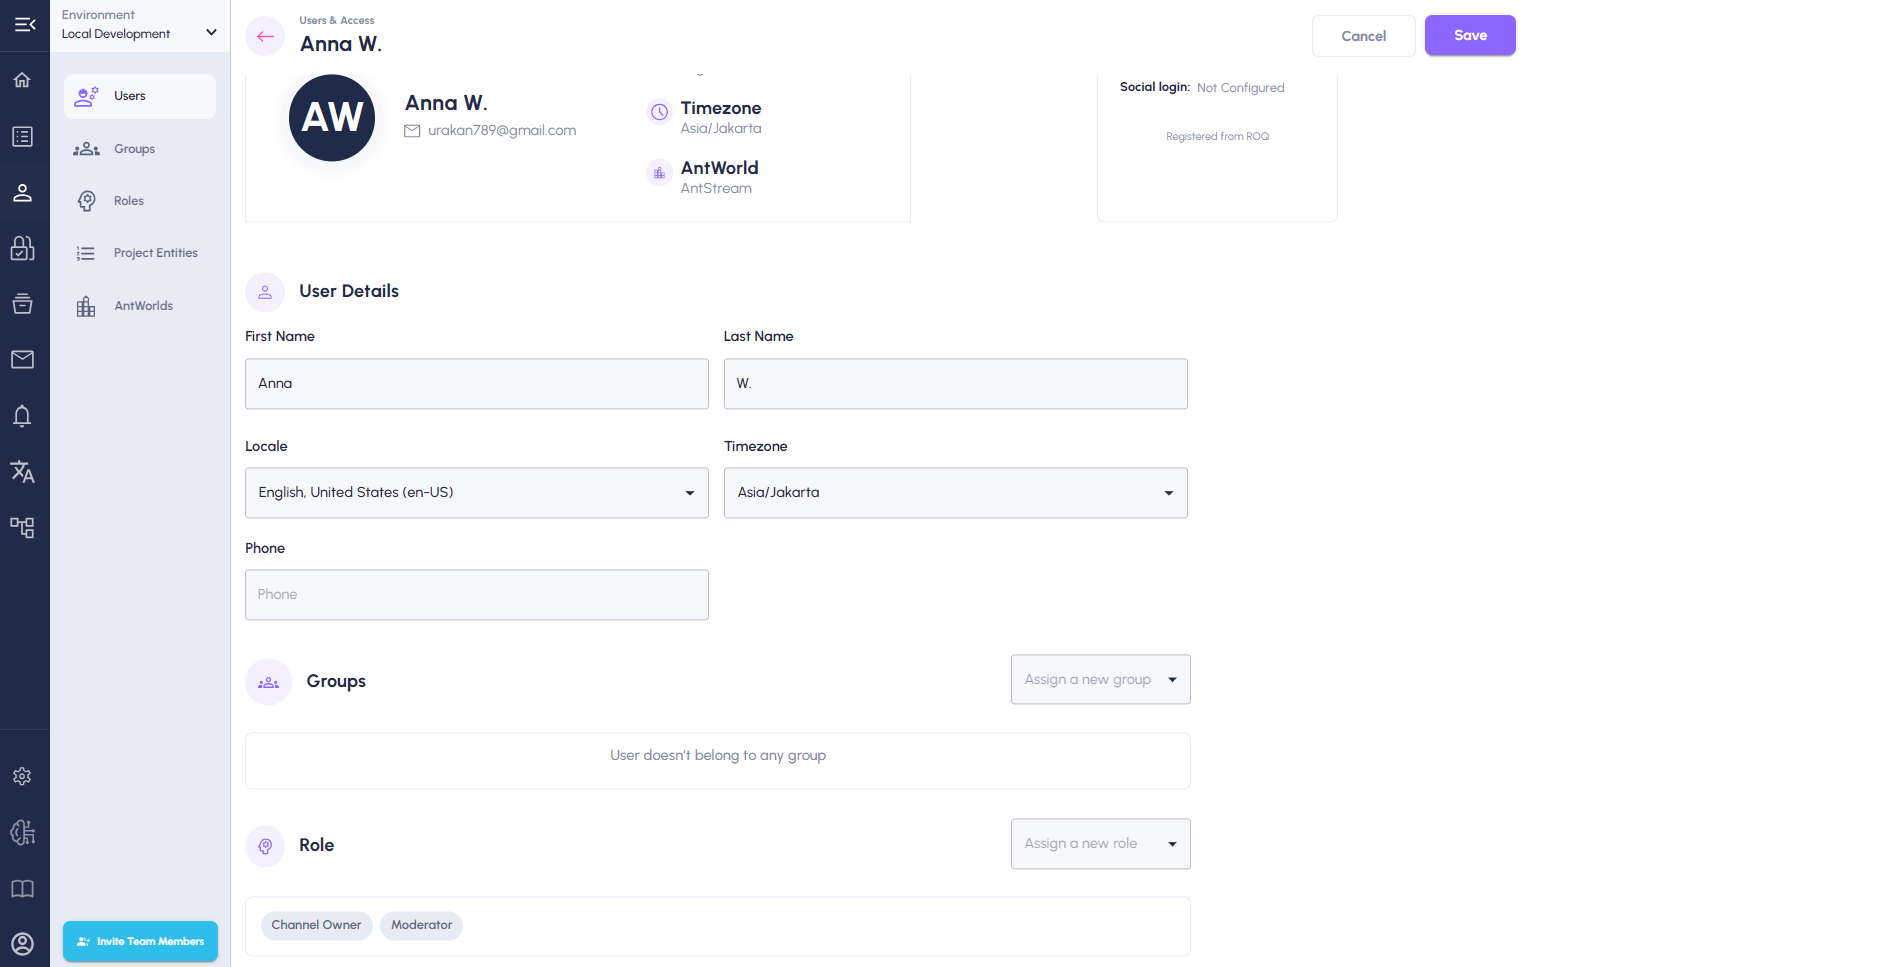 Environment
Local Development
Users
Groups
Roles
Project Entities
AntWorlds
Invite Team Members
Users & Access
Anna W.
Cancel
Save
AW
Anna W.
urakan789@gmail.com
Timezone
Asia/Jakarta
AntWorld
AntStream
Social login: Not Configured
Registered from ROQ
User Details
First Name
Last Name
Anna
W.
Locale
Timezone
English, United States (en-US)
Asia/Jakarta
Phone
Phone
Groups
Assign a new group
User doesn't belong to any group
Role
Assign a new role
Channel Owner
Moderator